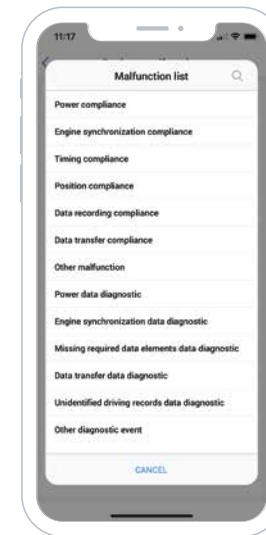 11:17
Malfunction list
Power compliance
Engine synchronization compliance
Timing compliance
Position compliance
Data recording compliance
Data transfer compliance
Other malfunction
Power data diagnostic
Engine synchronization data diagnostic
Missing required data elements data diagnostic
Data transfer data diagnostic
Unidentified driving records data diagnostic
Other diagnostic event
CANCEL